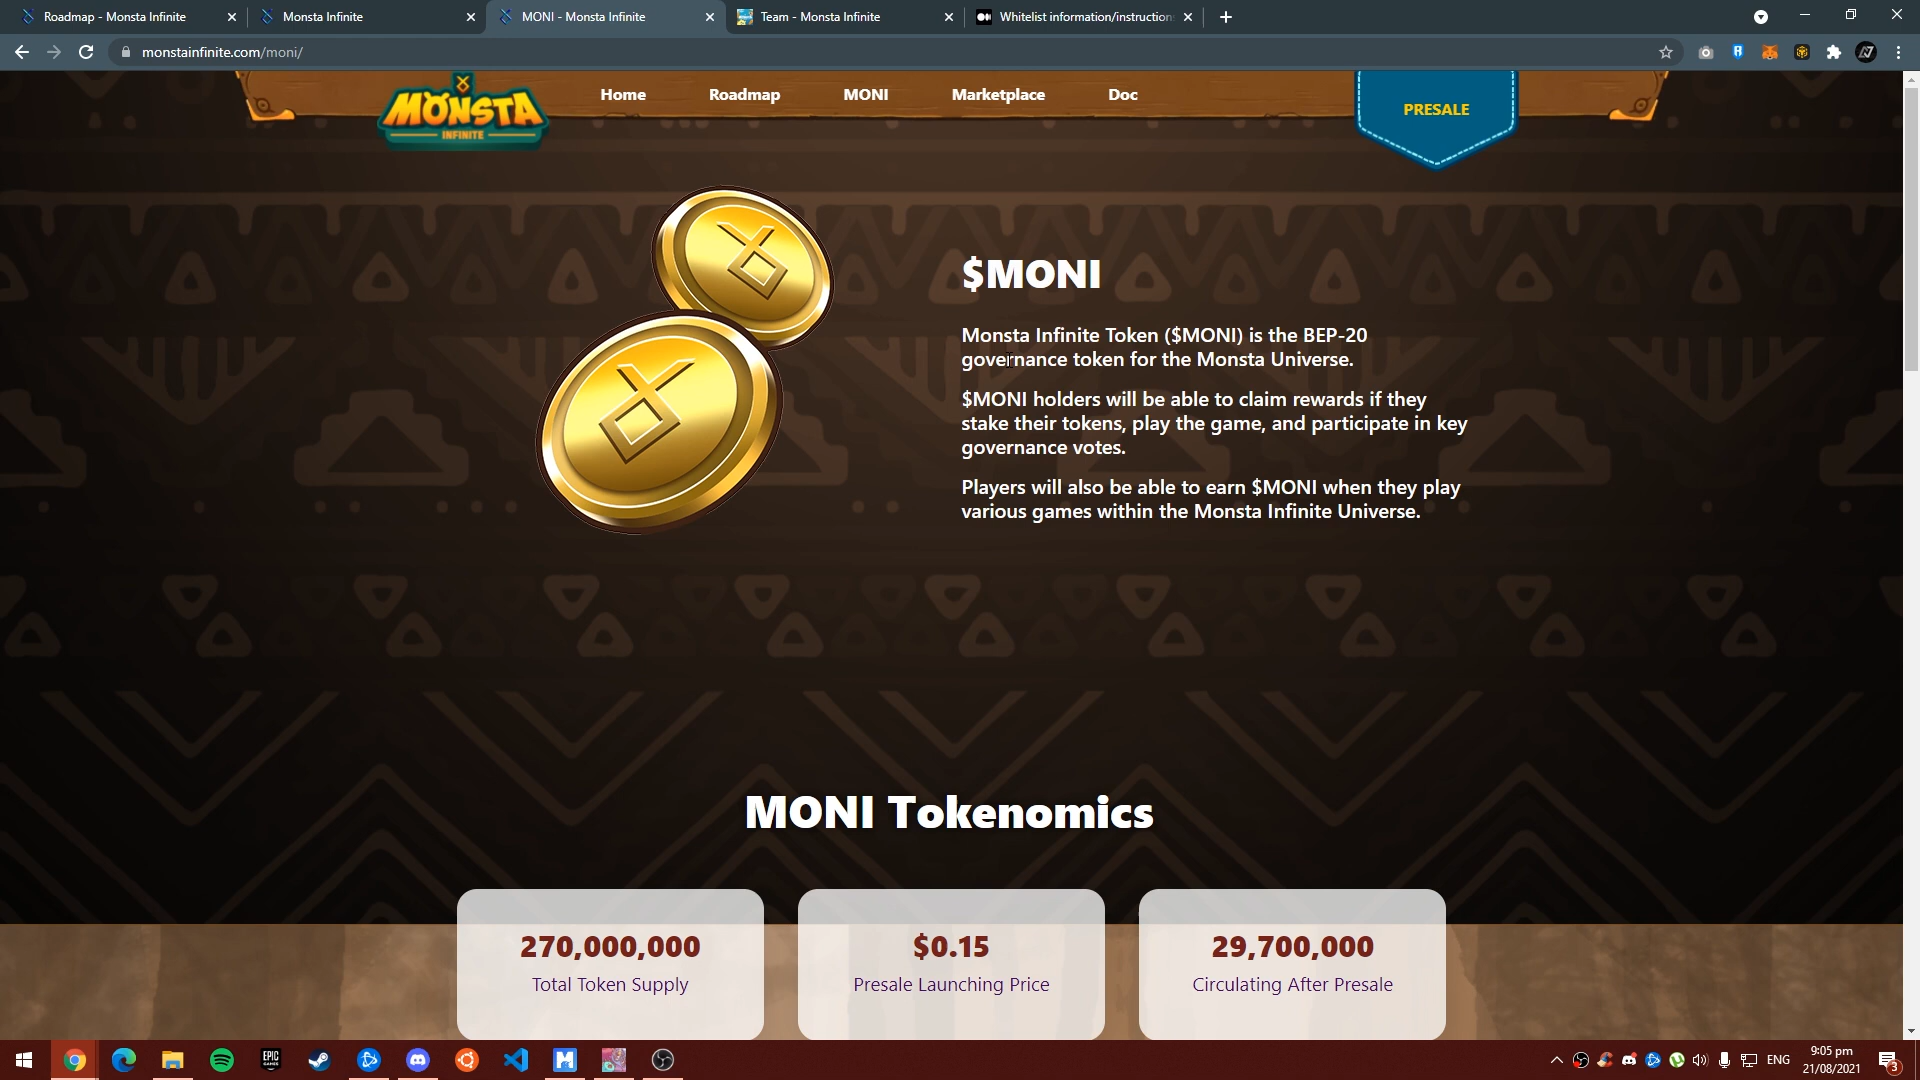 Roadmap - Monsta Infinite
Monsta Infinite
MONI - Monsta Infinite
Team - Monsta Infinite
Whitelist information/instruction
monstainfinite.com/moni/
MONSTA
INFINITE
Home
Roadmap
MONI
Marketplace
Doc
PRESALE
$MONI
Monsta Infinite Token ($MONI) is the BEP-20
governance token for the Monsta Universe.
$MONI holders will be able to claim rewards if they
stake their tokens, play the game, and participate in key
governance votes.
Players will also be able to earn $MONI when they play
various games within the Monsta Infinite Universe.
MONI Tokenomics
270,000,000
Total Token Supply
$0.15
Presale Launching Price
29,700,000
Circulating After Presale
EPIC
GAMES
ENG
9:05 pm
21/08/2021
3